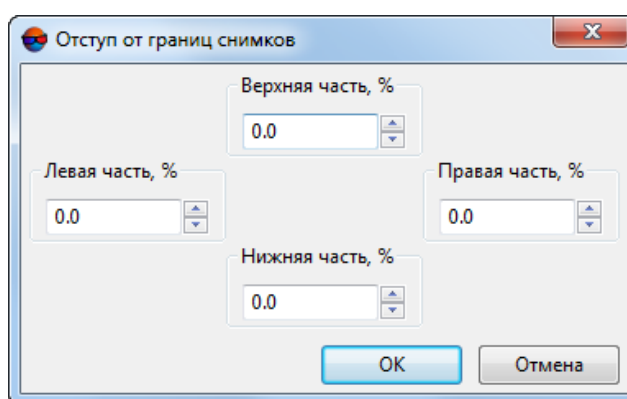 Отступ от границ снимков
Верхняя часть, %
0.0
Левая часть, %
Правая часть, %
0.0
0.0
Нижняя часть, %
0.0
OK
Отмена